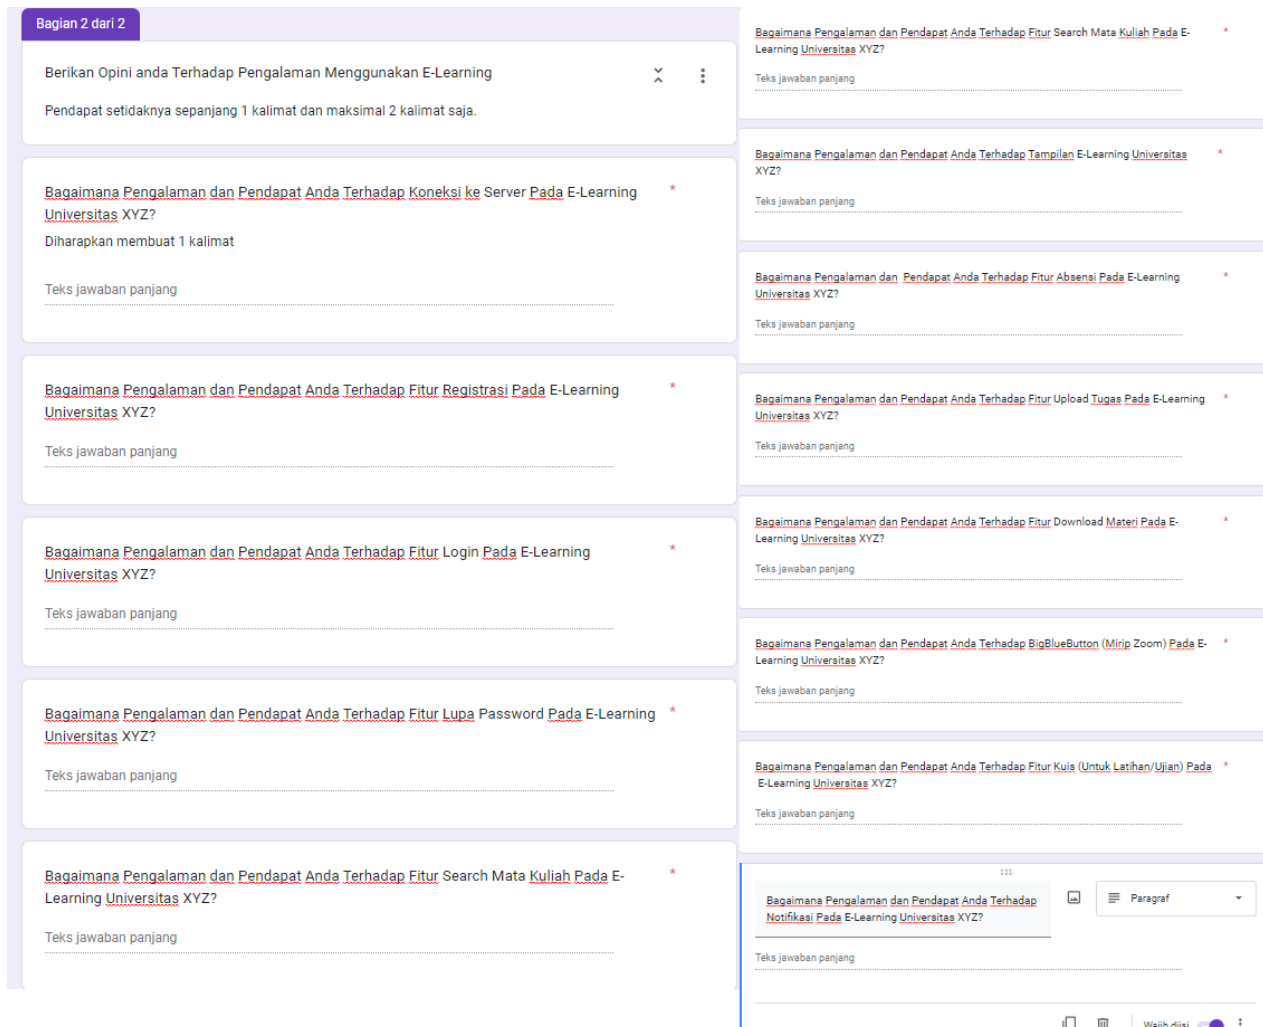 Bagian 2 dari 2
Berikan Opini anda Terhadap Pengalaman Menggunakan E-Learning
Pendapat setidaknya sepanjang 1 kalimat dan maksimal 2 kalimat saja.
Bagaimana Pengalaman dan Pendapat Anda Terhadap Koneksi ke Server Pada E-Learning *
Universitas XYZ?
Diharapkan membuat 1 kalimat
Teks jawaban panjang
Bagaimana Pengalaman dan Pendapat Anda Terhadap Fitur Registrasi Pada E-Learning *
Universitas XYZ?
Teks jawaban panjang
Bagaimana Pengalaman dan Pendapat Anda Terhadap Fitur Login Pada E-Learning *
Universitas XYZ?
Teks jawaban panjang
Bagaimana Pengalaman dan Pendapat Anda Terhadap Fitur Lupa Password Pada E-Learning *
Universitas XYZ?
Teks jawaban panjang
Bagaimana Pengalaman dan Pendapat Anda Terhadap Fitur Search Mata Kuliah Pada E- *
Learning Universitas XYZ?
Teks jawaban panjang
Bagaimana Pengalaman dan Pendapat Anda Terhadap Fitur Search Mata Kuliah Pada E- *
Learning Universitas XYZ?
Teks jawaban panjang
Bagaimana Pengalaman dan Pendapat Anda Terhadap Tampilan E-Learning Universitas *
XYZ?
Teks jawaban panjang
Bagaimana Pengalaman dan Pendapat Anda Terhadap Fitur Absensi Pada E-Learning *
Universitas XYZ?
Teks jawaban panjang
Bagaimana Pengalaman dan Pendapat Anda Terhadap Fitur Upload Tugas Pada E-Learning *
Universitas XYZ?
Teks jawaban panjang
Bagaimana Pengalaman dan Pendapat Anda Terhadap Fitur Download Materi Pada E- *
Learning Universitas XYZ?
Teks jawaban panjang
Bagaimana Pengalaman dan Pendapat Anda Terhadap BigBlueButton (Mirip Zoom) Pada E- *
Learning Universitas XYZ?
Teks jawaban panjang
Bagaimana Pengalaman dan Pendapat Anda Terhadap Fitur Kuis (Untuk Latihan/Ujian) Pada *
E-Learning Universitas XYZ?
Teks jawaban panjang
Bagaimana Pengalaman dan Pendapat Anda Terhadap
Notifikasi Pada E-Learning Universitas XYZ?
Paragraf
Teks jawaban panjang
Wajib diisi